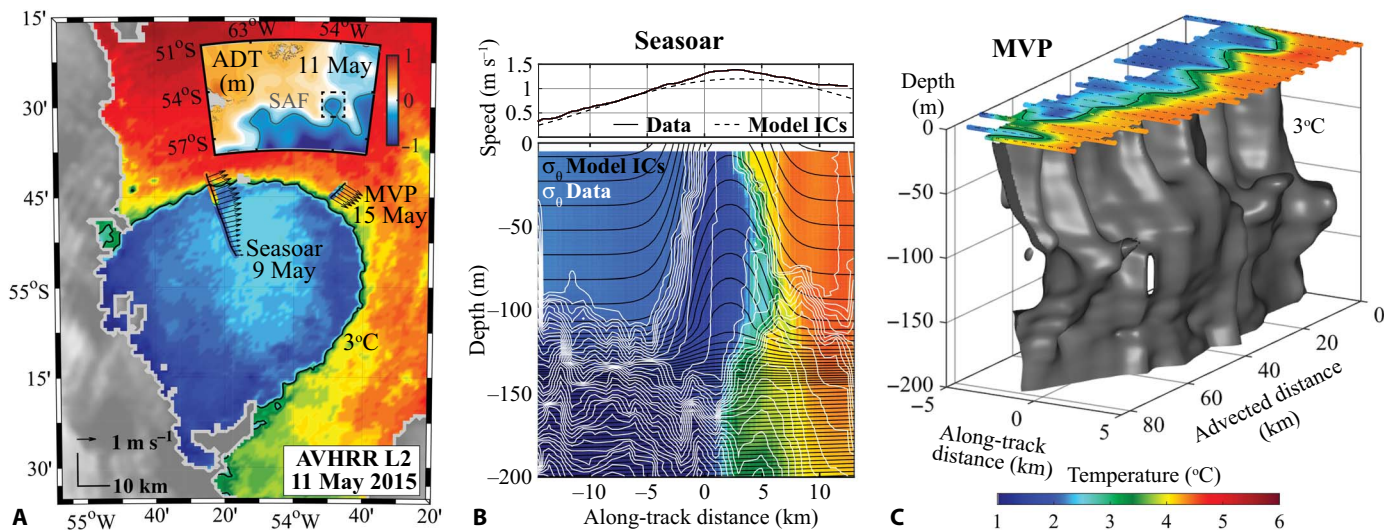 15'
30'
45'
55°S
15'
30'
55°W
40'
20'
54°W
40'
20'
63°W
54°W
51°S
54°S
57°S
ADT
(m)
11 May
SAF
1
0
−1
MVP
15 May
Seasoar
9 May
3°C
1 m s⁻¹
10 km
AVHRR L2
11 May 2015
A
Seasoar
Speed (m s⁻¹)
1.5
1
0.5
0
Data
Model ICs
σθ Model ICs
σθ Data
Depth (m)
−50
−100
−150
−200
−10
−5
0
5
10
Along-track distance (km)
B
MVP
Depth
(m)
0
−50
−100
−150
−200
3°C
−5
0
5
Along-track
distance (km)
80
60
40
20
0
Advected distance
(km)
Temperature (°C)
1
2
3
4
5
6
C